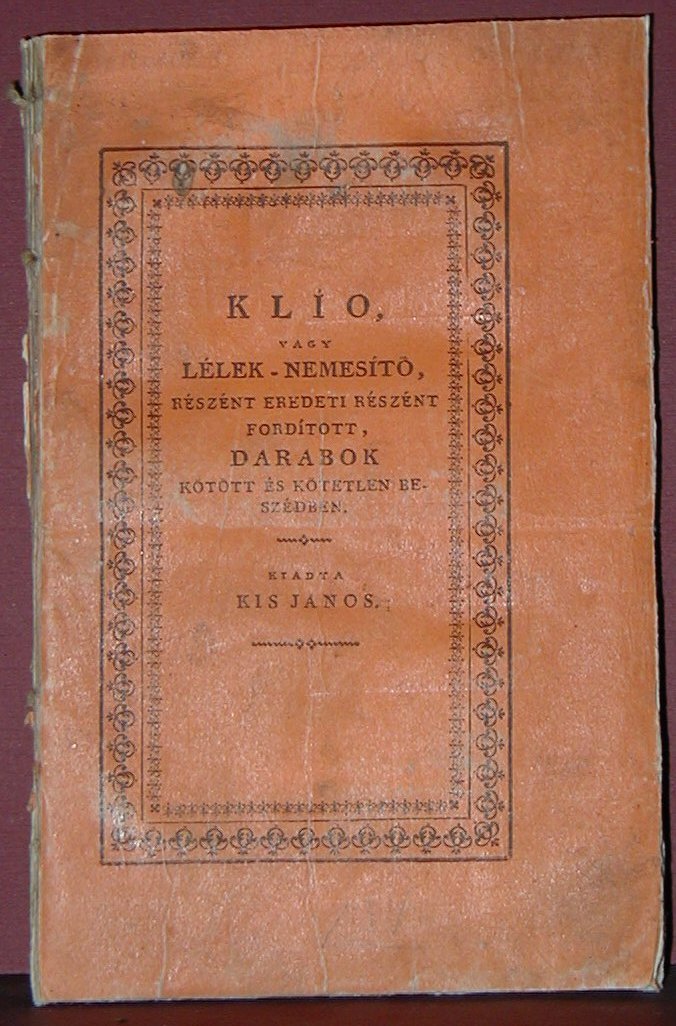 KLÍO,
VAGY
LÉLEK-NEMESÍTŐ,
RÉSZÉNT EREDETI RÉSZÉNT
FORDÍTOTT,
DARABOK
KÖTÖTT ÉS KÖTETLEN BE-
SZÉDBEN.
KIADTA
KIS JÁNOS.